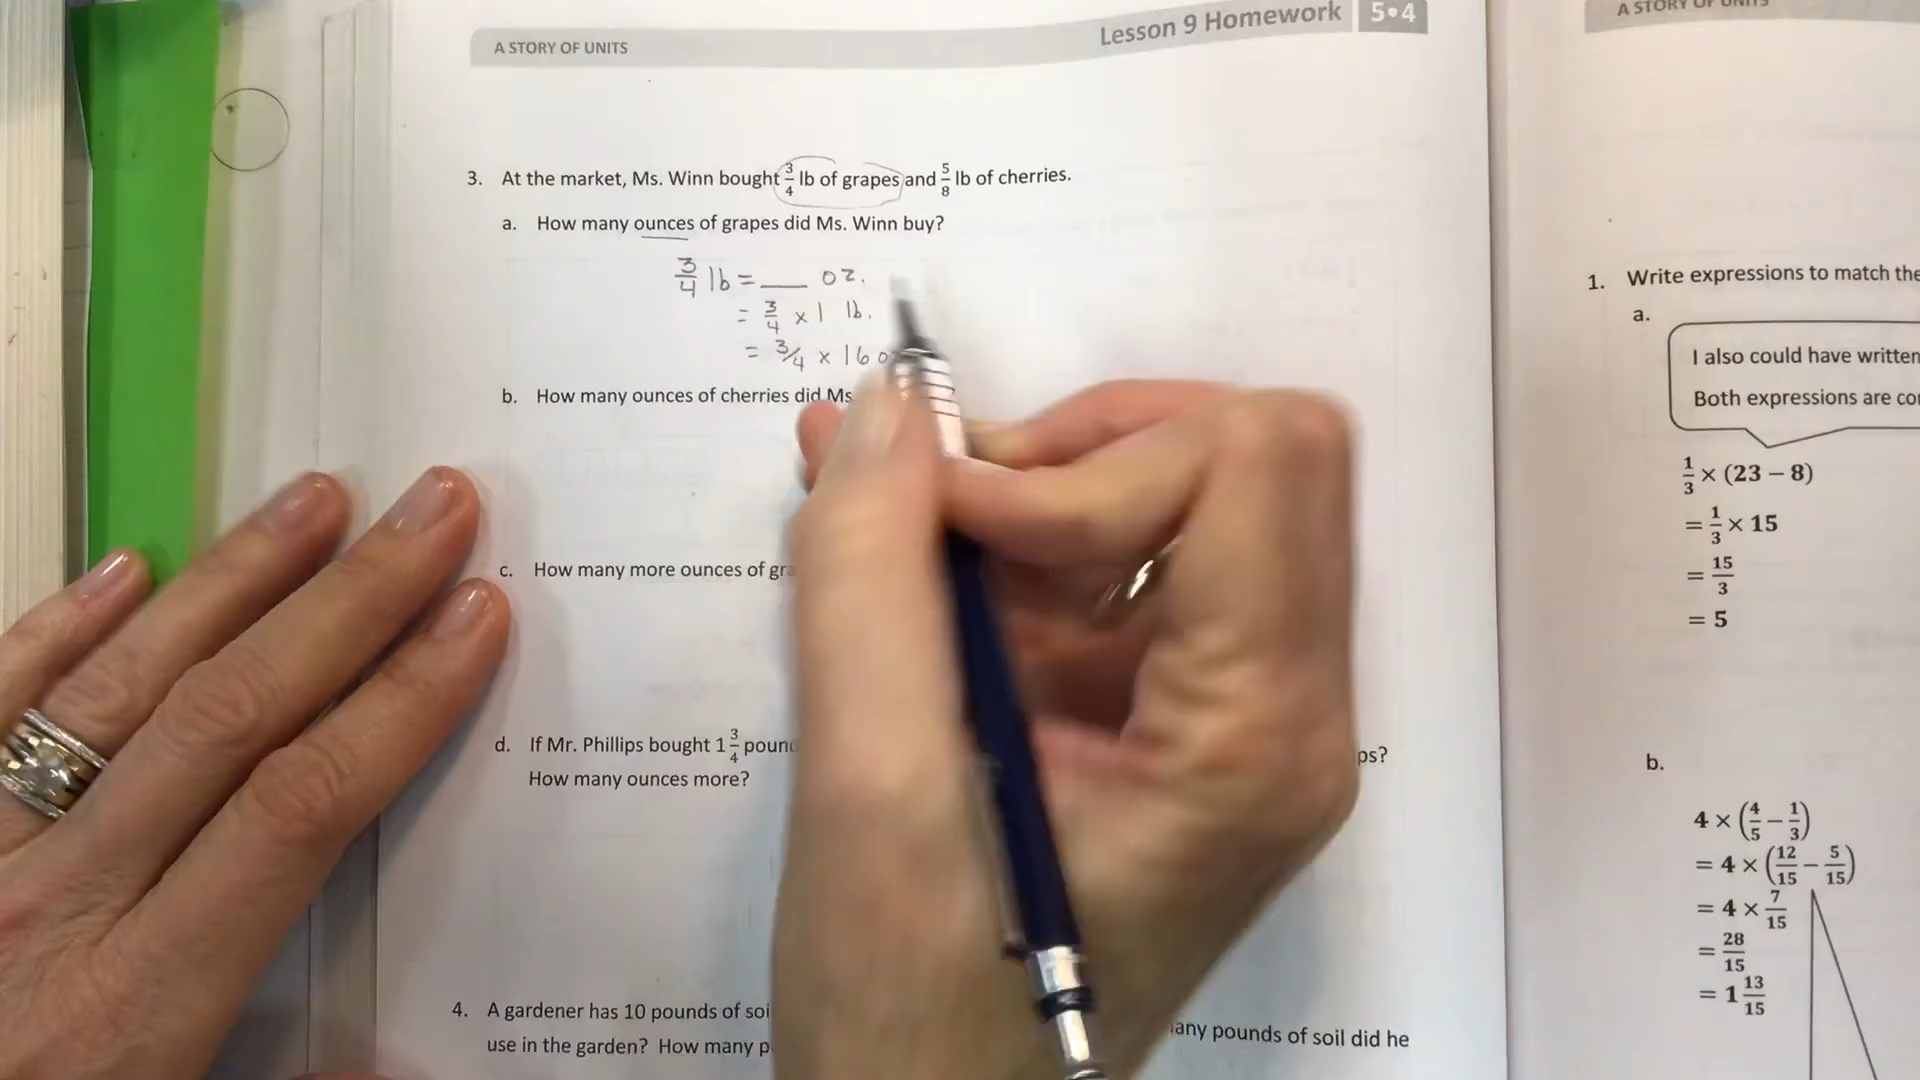 A STORY OF UNITS
Lesson 9 Homework 5•4
3. At the market, Ms. Winn bought 3/4 lb of grapes and 5/8 lb of cherries.
a. How many ounces of grapes did Ms. Winn buy?
3/4 lb = ___ oz.
= 3/4 x 1 lb.
= 3/4 x 16 o
b. How many ounces of cherries did Ms
c. How many more ounces of
d. If Mr. Phillips bought 1 3/4
ps?
How many ounces more?
4. A gardener has 10 pounds of
any pounds of soil did he
use in the garden? How many
A STORY OF UNITS
1. Write expressions to match the
a.
I also could have written
Both expressions are
1/3 × (23 – 8)
= 1/3 × 15
= 15/3
= 5
b.
4 × (4/5 – 1/3)
= 4 × (12/15 – 5/15)
= 4 × 7/15
= 28/15
= 1 13/15